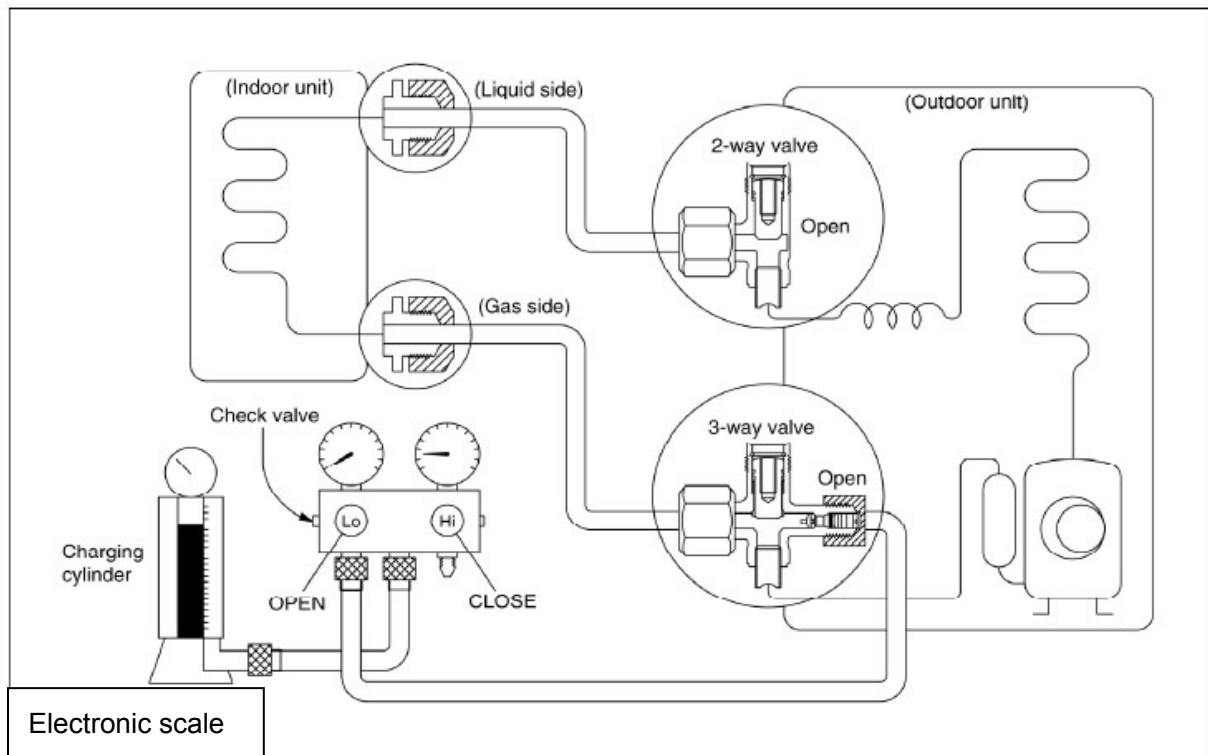 (Indoor unit)
(Liquid side)
(Outdoor unit)
2-way valve
Open
(Gas side)
Check valve
3-way valve
Open
Lo
Hi
Charging
cylinder
OPEN
CLOSE
Electronic scale